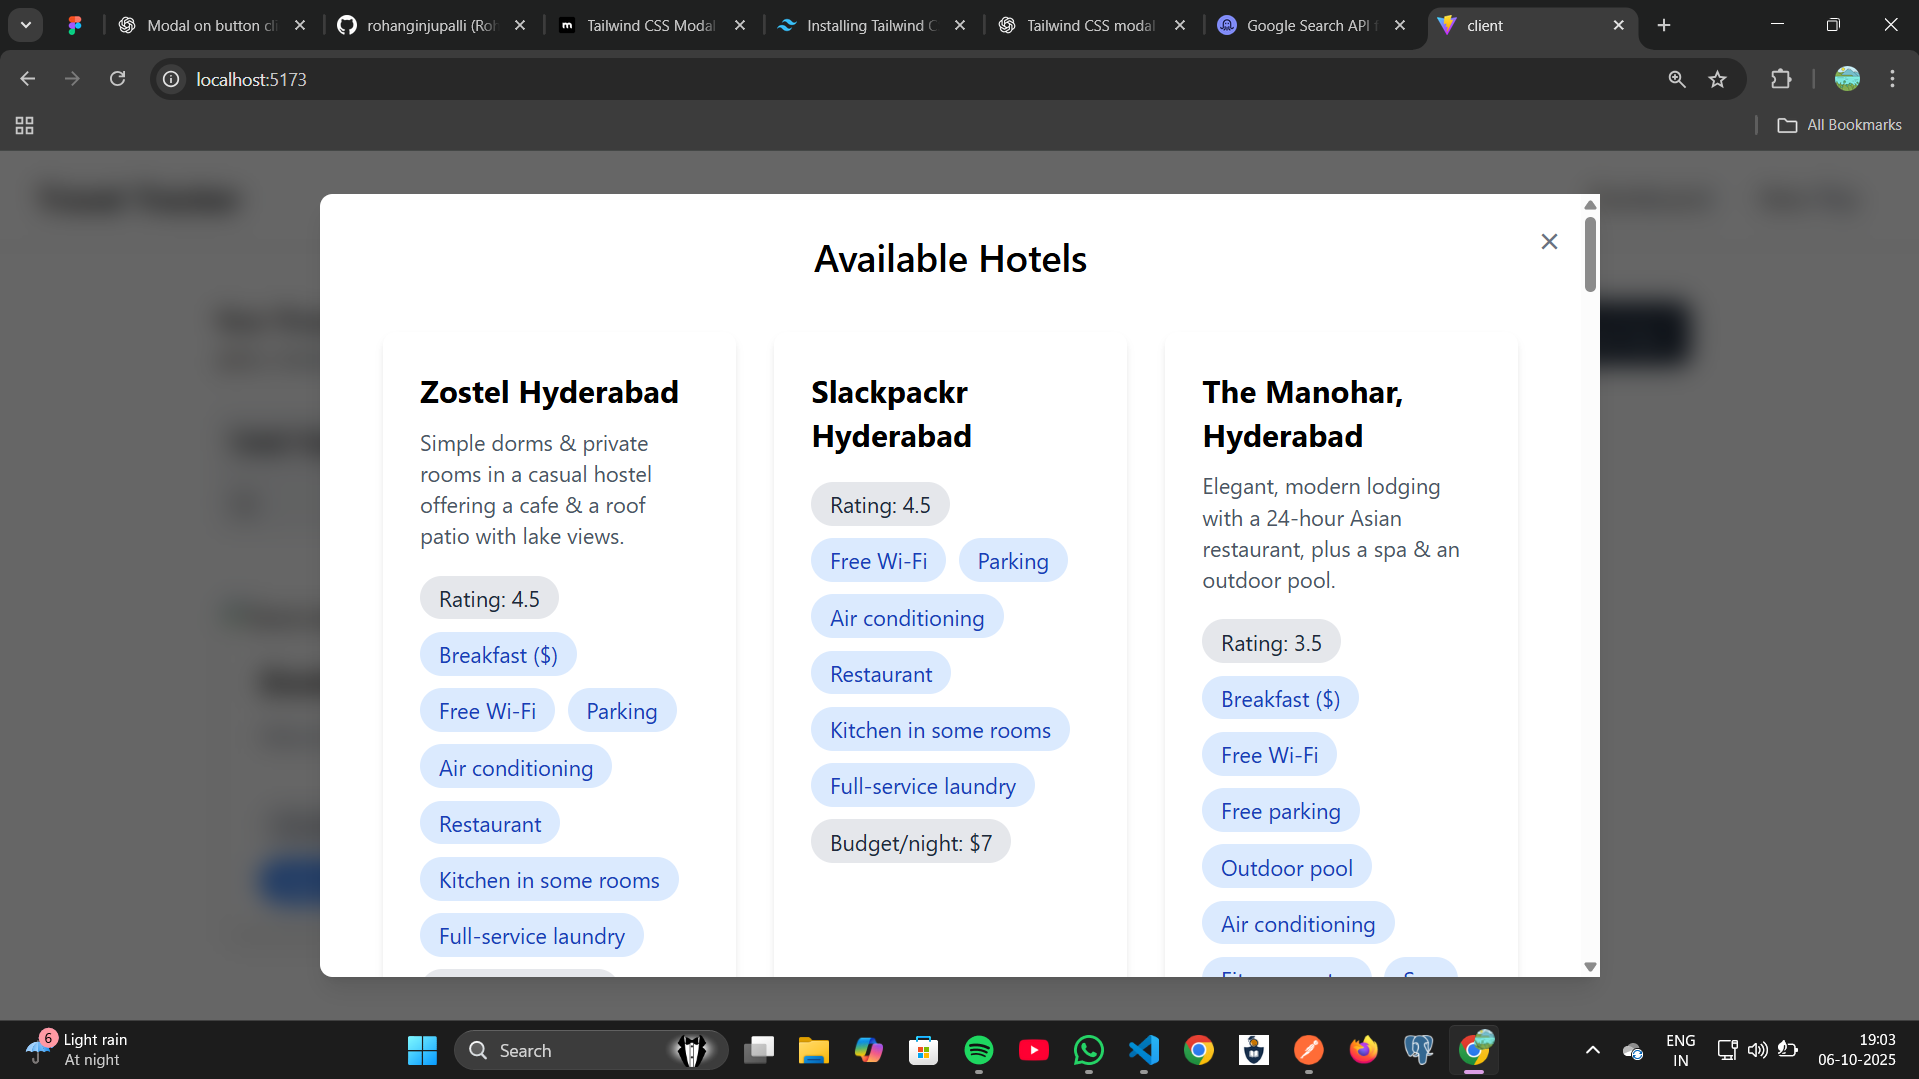 Modal on button cli
rohanginjupalli (Roh
Tailwind CSS Modal
Installing Tailwind C
Tailwind CSS modal
Google Search API f
client
localhost:5173
All Bookmarks
Available Hotels
Zostel Hyderabad
Simple dorms & private
rooms in a casual hostel
offering a cafe & a roof
patio with lake views.
Rating: 4.5
Breakfast ($)
Free Wi-Fi
Parking
Air conditioning
Restaurant
Kitchen in some rooms
Full-service laundry
Slackpackr
Hyderabad
Rating: 4.5
Free Wi-Fi
Parking
Air conditioning
Restaurant
Kitchen in some rooms
Full-service laundry
Budget/night: $7
The Manohar,
Hyderabad
Elegant, modern lodging
with a 24-hour Asian
restaurant, plus a spa & an
outdoor pool.
Rating: 3.5
Breakfast ($)
Free Wi-Fi
Free parking
Outdoor pool
Air conditioning
6
Light rain
At night
Search
ENG
IN
19:03
06-10-2025